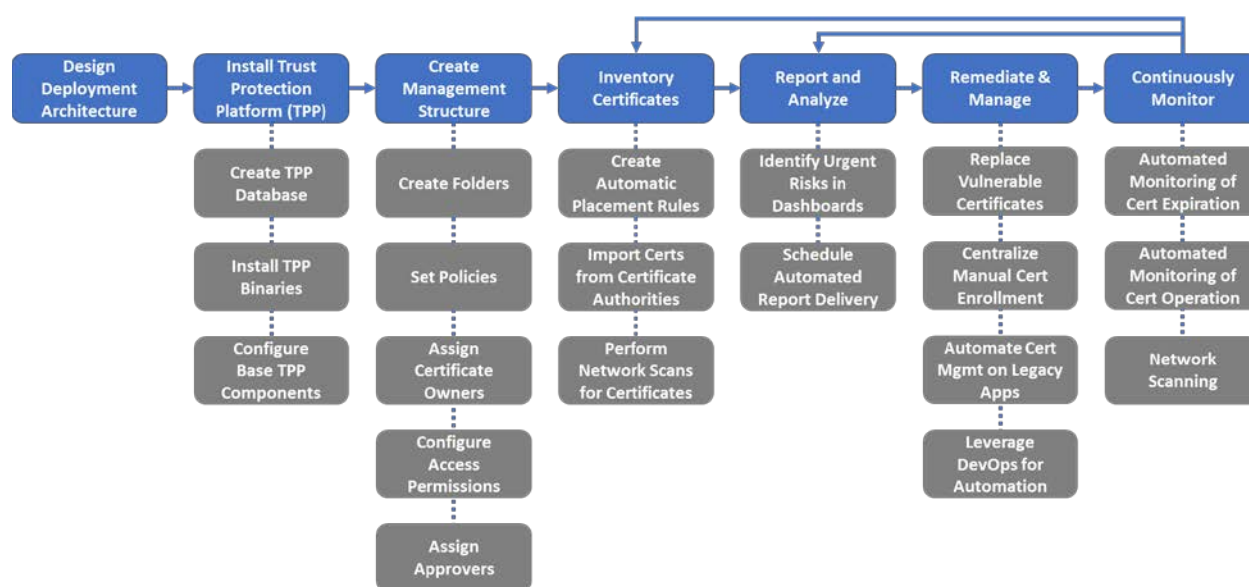 Design
Deployment
Architecture
Install Trust
Protection
Platform (TPP)
Create
Management
Structure
Inventory
Certificates
Report and
Analyze
Remediate &
Manage
Continuously
Monitor
Create TPP
Database
Install TPP
Binaries
Configure
Base TPP
Components
Create Folders
Set Policies
Assign
Certificate
Owners
Configure
Access
Permissions
Assign
Approvers
Create
Automatic
Placement Rules
Import Certs
from Certificate
Authorities
Perform
Network Scans
for Certificates
Identify Urgent
Risks in
Dashboards
Schedule
Automated
Report Delivery
Replace
Vulnerable
Certificates
Centralize
Manual Cert
Enrollment
Automate Cert
Mgmt on Legacy
Apps
Leverage
DevOps for
Automation
Automated
Monitoring of
Cert Expiration
Automated
Monitoring of
Cert Operation
Network
Scanning